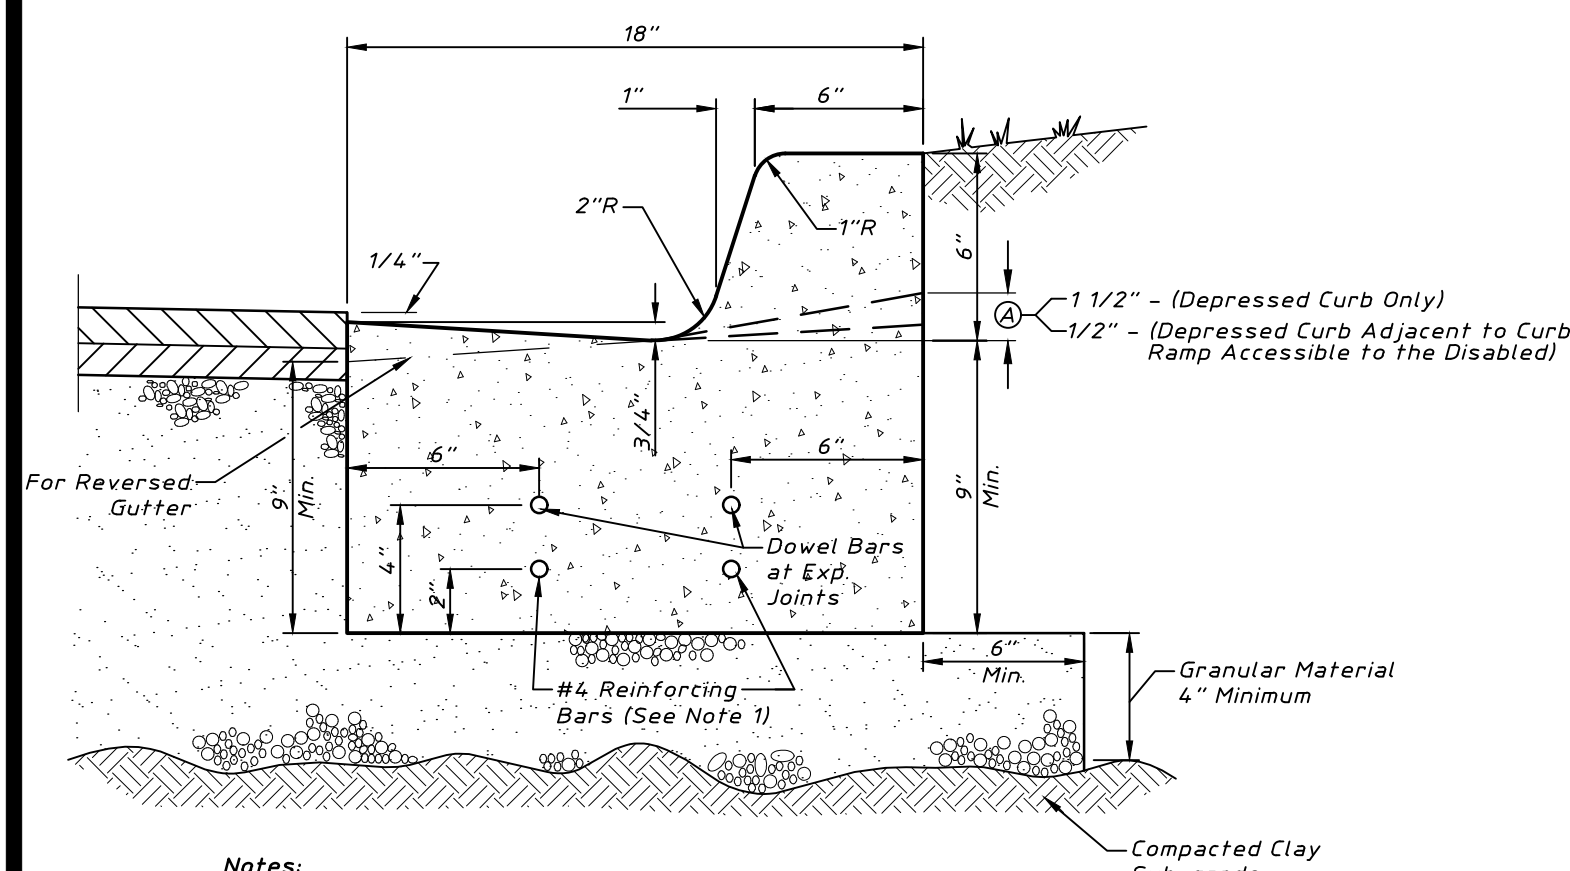 18"
1"
6"
2"R
1"R
1/4"
6"
A
1 1/2" - (Depressed Curb Only)
1/2" - (Depressed Curb Adjacent to Curb
Ramp Accessible to the Disabled)
3/4"
6"
6"
For Reversed
Gutter
9"
Min.
9"
Min.
4"
2"
Dowel Bars
at Exp.
Joints
6"
Min.
#4 Reinforcing
Bars (See Note 1)
Granular Material
4" Minimum
Compacted Clay
Notes: